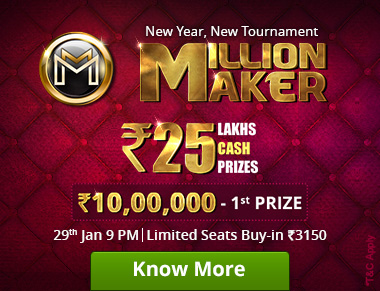 New Year, New Tournament
M
MILLION
MAKER
₹25 LAKHS
CASH
PRIZES
₹10,00,000 - 1st PRIZE
29th Jan 9 PM|Limited Seats Buy-in ₹3150
Know More
*T&C Apply